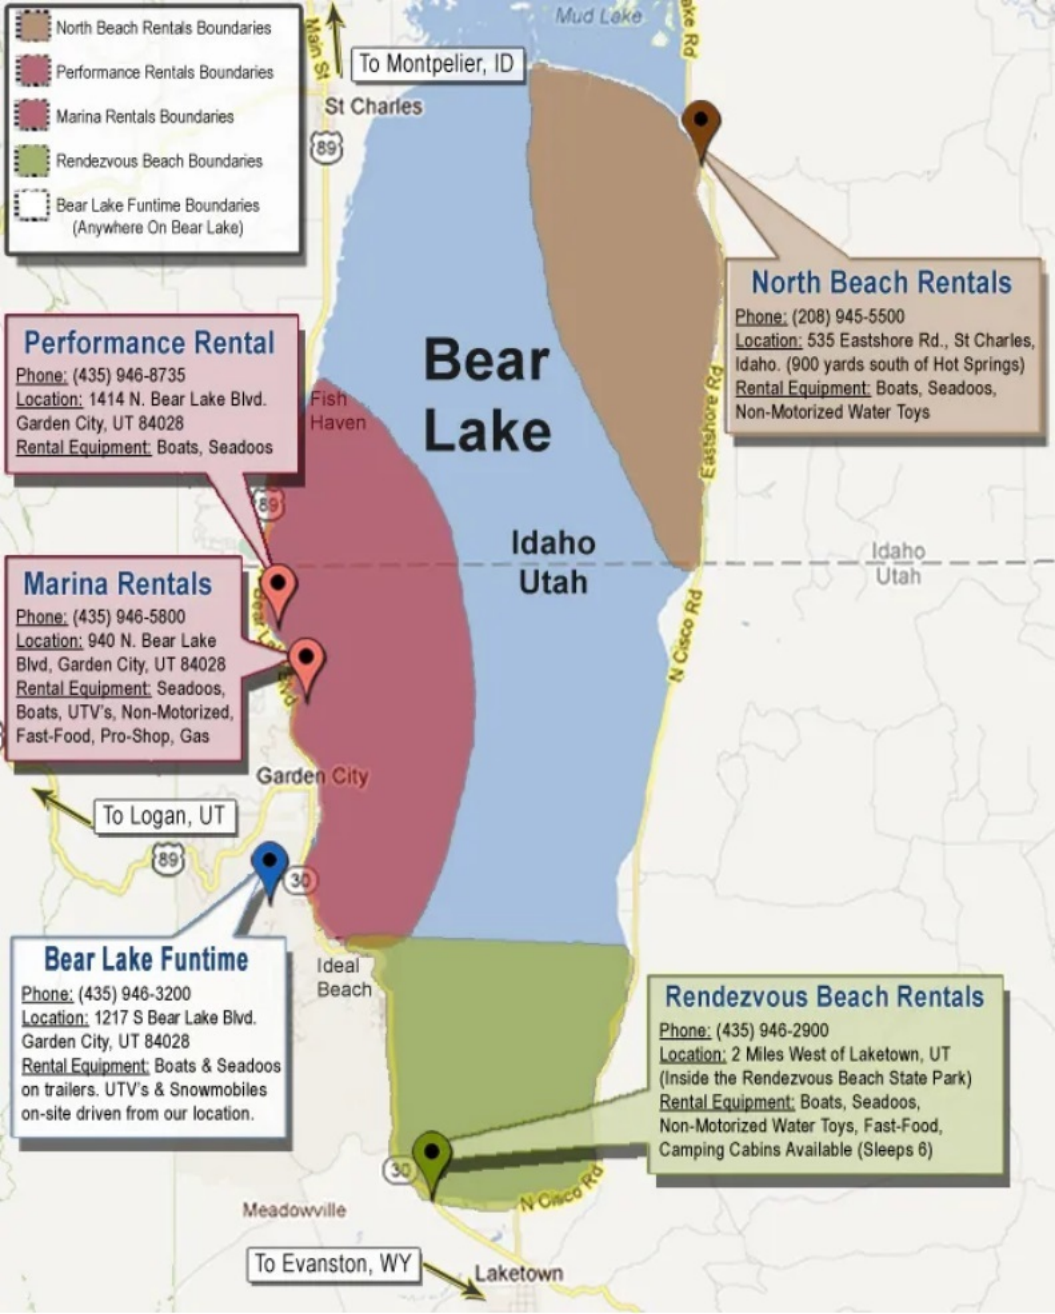 North Beach Rentals Boundaries
Performance Rentals Boundaries
Marina Rentals Boundaries
Rendezvous Beach Boundaries
Bear Lake Funtime Boundaries
(Anywhere On Bear Lake)
Main St
To Montpelier, ID
St Charles
89
Mud Lake
ake Rd
North Beach Rentals
Phone: (208) 945-5500
Location: 535 Eastshore Rd., St Charles,
Idaho. (900 yards south of Hot Springs)
Rental Equipment: Boats, Seadoos,
Non-Motorized Water Toys
Performance Rental
Phone: (435) 946-8735
Location: 1414 N. Bear Lake Blvd.
Garden City, UT 84028
Rental Equipment: Boats, Seadoos
Bear
Lake
Fish
Haven
Eastshore Rd
89
Idaho
Utah
Idaho
Utah
Marina Rentals
Phone: (435) 946-5800
Location: 940 N. Bear Lake
Blvd, Garden City, UT 84028
Rental Equipment: Seadoos,
Boats, UTV's, Non-Motorized,
Fast-Food, Pro-Shop, Gas
N Cisco Rd
Garden City
To Logan, UT
89
30
Bear Lake Funtime
Phone: (435) 946-3200
Location: 1217 S Bear Lake Blvd.
Garden City, UT 84028
Rental Equipment: Boats & Seadoos
on trailers. UTV's & Snowmobiles
on-site driven from our location.
Ideal
Beach
Rendezvous Beach Rentals
Phone: (435) 946-2900
Location: 2 Miles West of Laketown, UT
(Inside the Rendezvous Beach State Park)
Rental Equipment: Boats, Seadoos,
Non-Motorized Water Toys, Fast-Food,
Camping Cabins Available (Sleeps 6)
30
N Cisco Rd
Meadowville
To Evanston, WY
Laketown